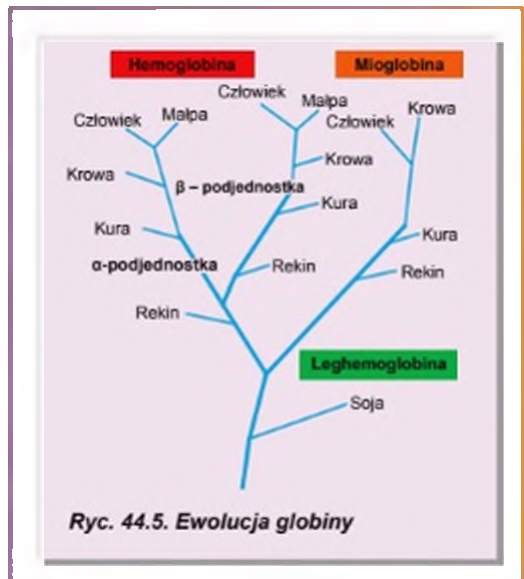 Hemoglobina
Mioglobina
Człowiek
Małpa
Człowiek
Małpa
Człowiek
Krowa
Krowa
Krowa
β – podjednostka
Kura
Kura
Kura
α-podjednostka
Rekin
Rekin
Rekin
Leghemoglobina
Soja
Ryc. 44.5. Ewolucja globiny